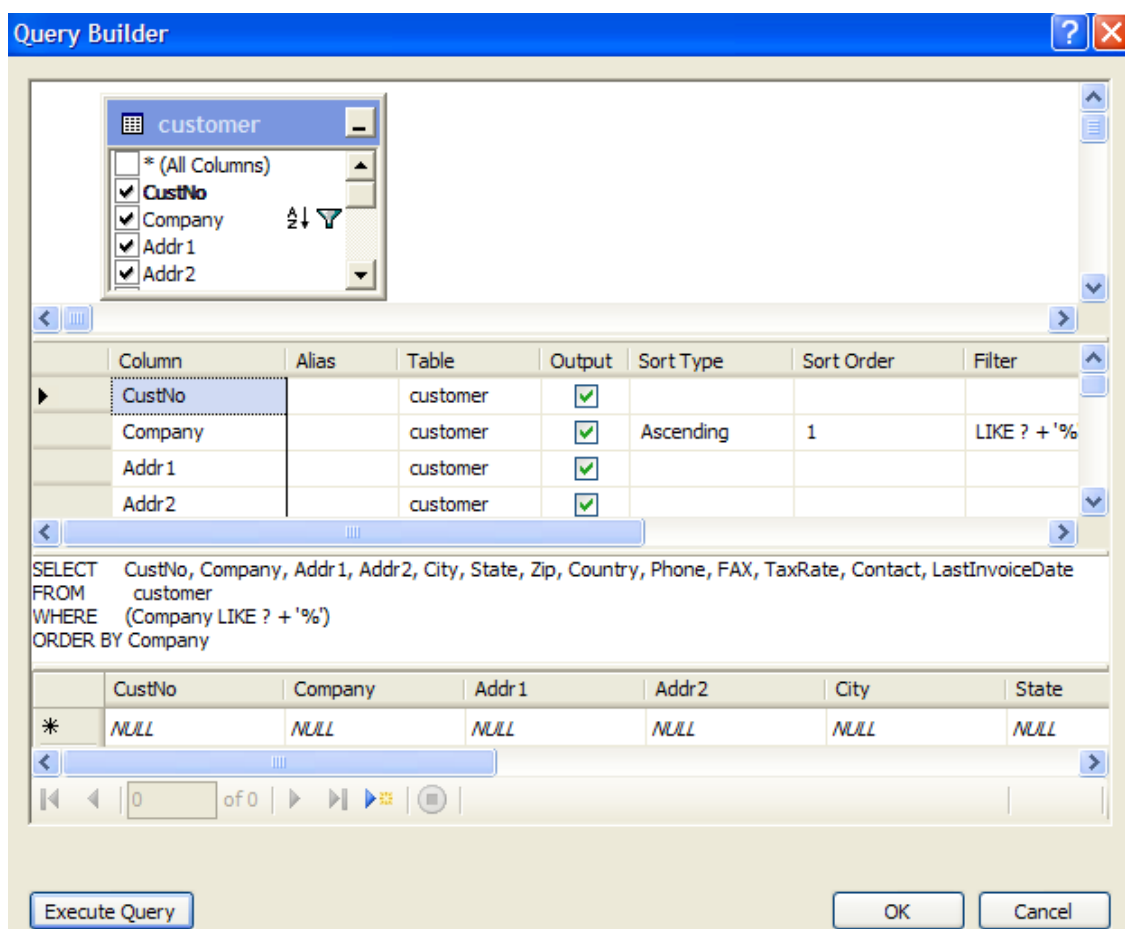 Query Builder
customer
* (All Columns)
CustNo
Company
Addr1
Addr2
Column Alias Table Output Sort Type Sort Order Filter
CustNo customer
Company customer Ascending 1 LIKE ? + '%'
Addr1 customer
Addr2 customer
SELECT CustNo, Company, Addr1, Addr2, City, State, Zip, Country, Phone, FAX, TaxRate, Contact, LastInvoiceDate
FROM customer
WHERE (Company LIKE ? + '%')
ORDER BY Company
CustNo Company Addr1 Addr2 City State
NULL NULL NULL NULL NULL NULL
0 of 0
Execute Query OK Cancel